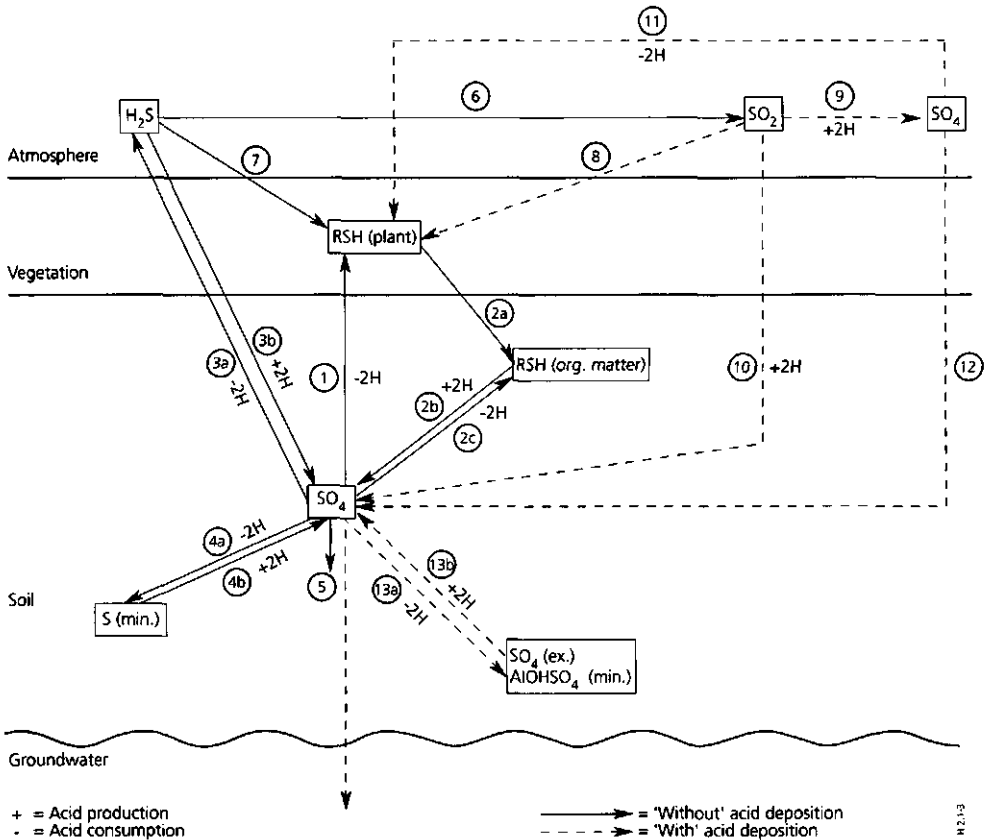 11
-2H
H2S
6
SO2
9
+2H
SO4
Atmosphere
7
8
RSH (plant)
Vegetation
2a
3a
-2H
3b
+2H
1
-2H
RSH (org. matter)
2b
+2H
-2H
2c
10
+2H
12
SO4
4a
-2H
4b
+2H
5
13a
-2H
13b
+2H
Soil
S (min.)
SO4 (ex.)
AlOHSO4 (min.)
Groundwater
+ = Acid production
- = Acid consumption
= 'Without' acid deposition
= 'With' acid deposition